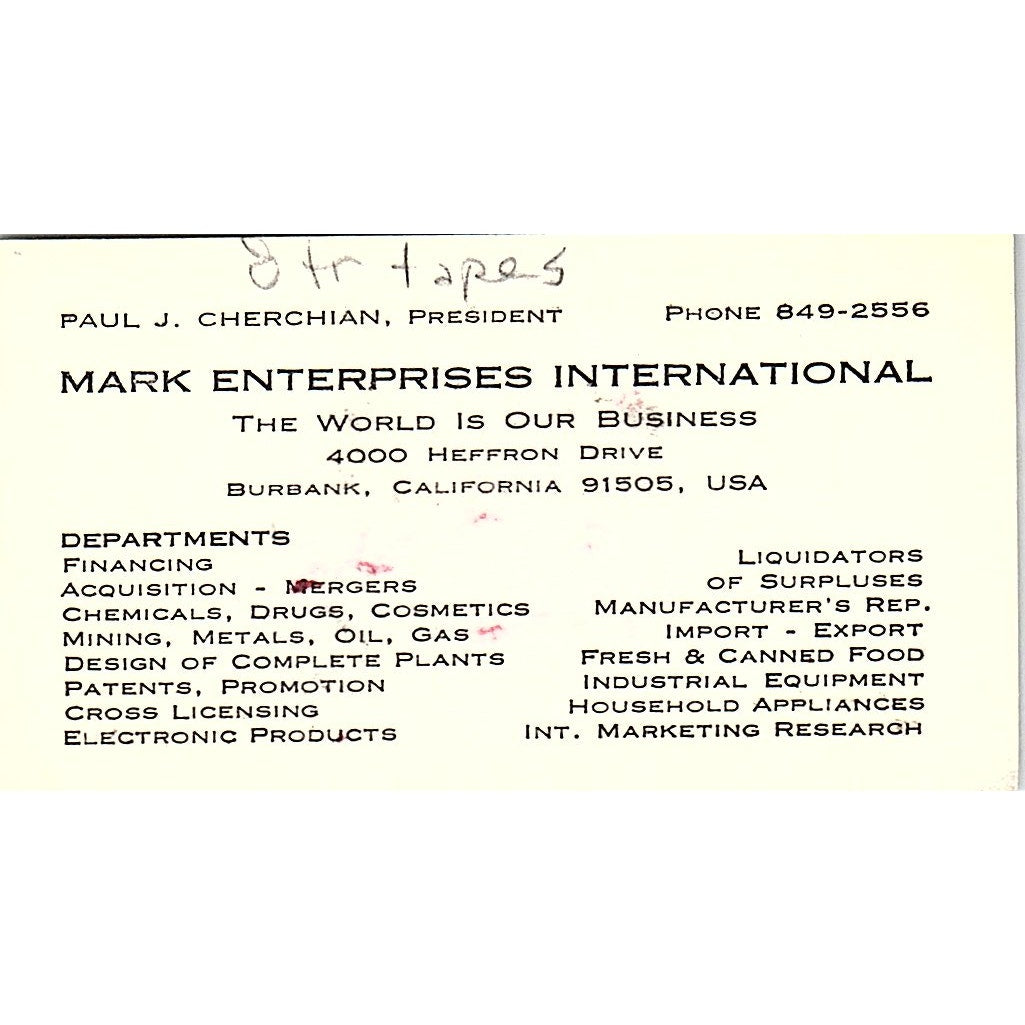 8 tr tapes
PAUL J. CHERCHIAN, PRESIDENT
PHONE 849-2556
MARK ENTERPRISES INTERNATIONAL
THE WORLD IS OUR BUSINESS
4000 HEFFRON DRIVE
BURBANK, CALIFORNIA 91505, USA
DEPARTMENTS
FINANCING
ACQUISITION - MERGERS
CHEMICALS, DRUGS, COSMETICS
MINING, METALS, OIL, GAS
DESIGN OF COMPLETE PLANTS
PATENTS, PROMOTION
CROSS LICENSING
ELECTRONIC PRODUCTS
LIQUIDATORS
OF SURPLUSES
MANUFACTURER'S REP.
IMPORT - EXPORT
FRESH & CANNED FOOD
INDUSTRIAL EQUIPMENT
HOUSEHOLD APPLIANCES
INT. MARKETING RESEARCH